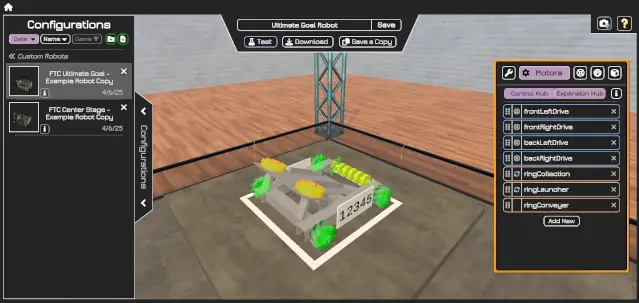 Configurations
Date
Name
Game
Custom Robots
FTC Ultimate Goal -
Example Robot Copy
4/6/25
FTC Center Stage -
Example Robot Copy
4/6/25
Configurations
Ultimate Goal Robot
Save
Test
Download
Save a Copy
12345
Motors
Control Hub
Expansion Hub
frontLeftDrive
frontRightDrive
backLeftDrive
backRightDrive
ringCollection
ringLauncher
ringConveyer
Add New